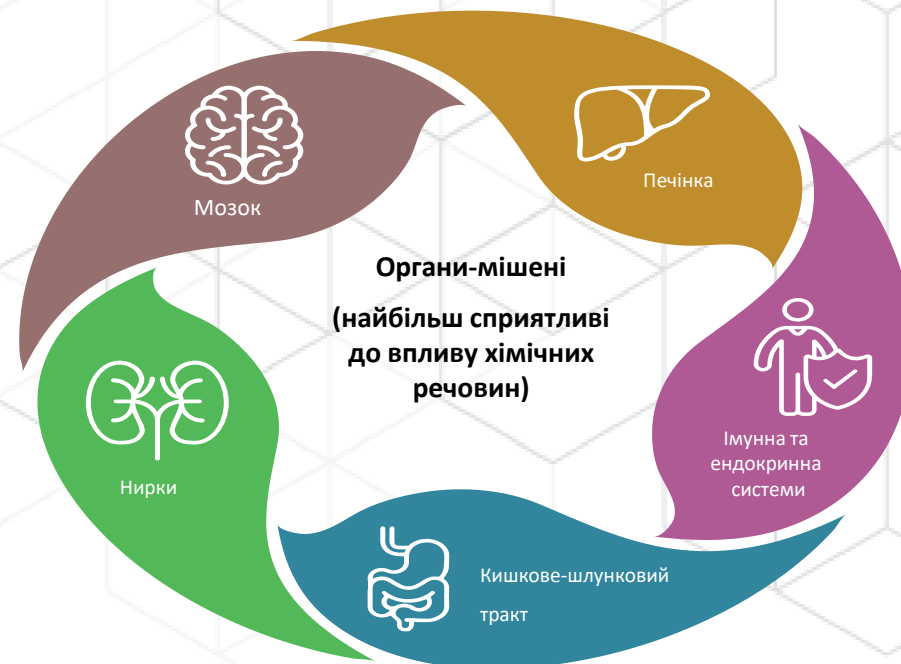 Мозок
Печінка
Органи-мішені
(найбільш сприятливі
до впливу хімічних
речовин)
Імунна та
ендокринна
системи
Нирки
Кишкове-шлунковий
тракт